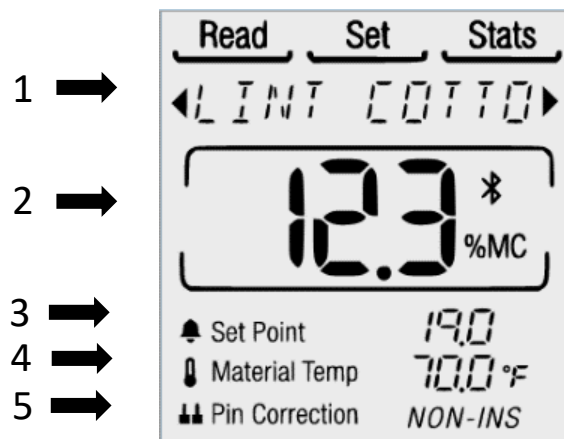 Read Set Stats
1 LINT COTTO
2 12.3 %MC
3 Set Point 19.0
4 Material Temp 70.0 °F
5 Pin Correction NON-INS